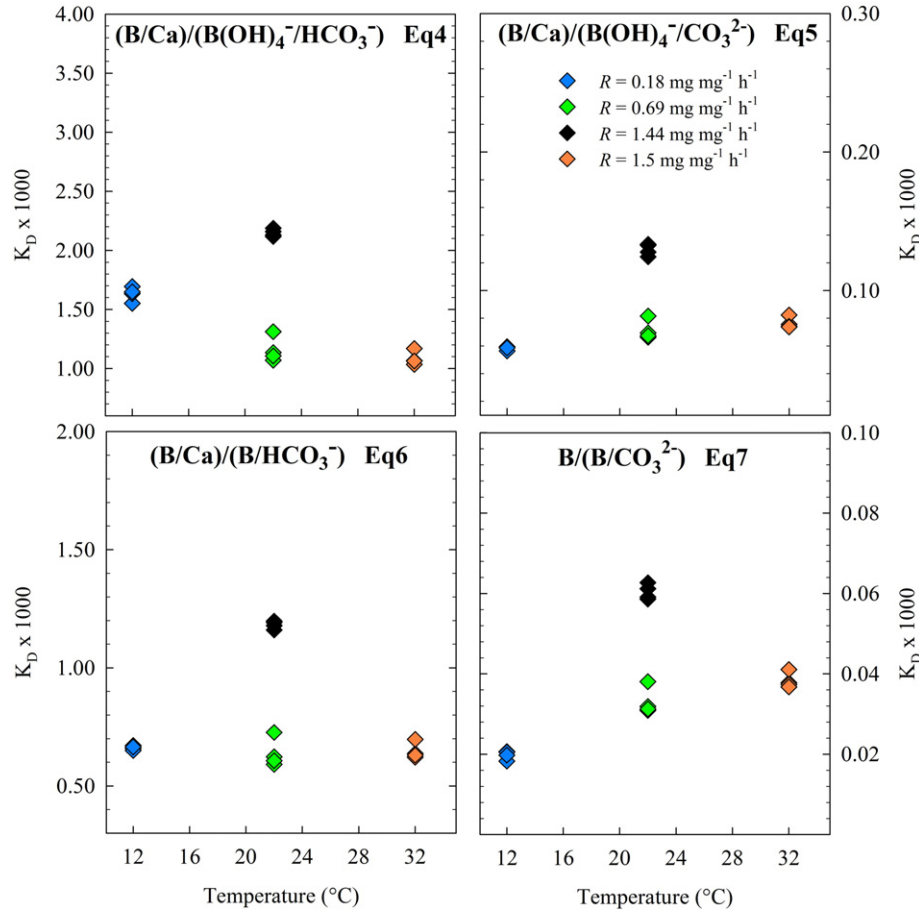 (B/Ca)/(B(OH)₄⁻/HCO₃⁻) Eq4
4.00
3.50
3.00
2.50
2.00
1.50
1.00
K_D x 1000
(B/Ca)/(B(OH)₄⁻/CO₃²⁻) Eq5
R = 0.18 mg mg⁻¹ h⁻¹
R = 0.69 mg mg⁻¹ h⁻¹
R = 1.44 mg mg⁻¹ h⁻¹
R = 1.5 mg mg⁻¹ h⁻¹
0.30
0.20
0.10
K_D x 1000
(B/Ca)/(B/HCO₃⁻) Eq6
2.00
1.50
1.00
0.50
K_D x 1000
12 16 20 24 28 32
Temperature (°C)
B/(B/CO₃²⁻) Eq7
0.10
0.08
0.06
0.04
0.02
K_D x 1000
12 16 20 24 28 32
Temperature (°C)